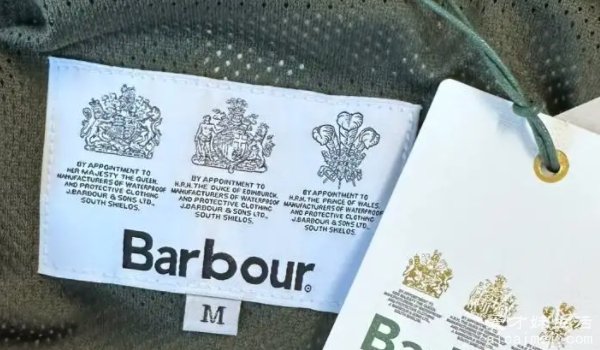 BY APPOINTMENT TO
HER MAJESTY THE QUEEN.
MANUFACTURERS OF WATERPROOF
AND PROTECTIVE CLOTHING
J.BARBOUR & SONS LTD.,
SOUTH SHIELDS.
BY APPOINTMENT TO
H.R.H. THE DUKE OF EDINBURGH.
MANUFACTURERS OF WATERPROOF
AND PROTECTIVE CLOTHING
J.BARBOUR & SONS LTD.,
SOUTH SHIELDS.
BY APPOINTMENT TO
H.R.H. THE PRINCE OF WALES.
MANUFACTURERS OF WATERPROOF
AND PROTECTIVE CLOTHING
J.BARBOUR & SONS LTD.,
SOUTH SHIELDS.
Barbour
M